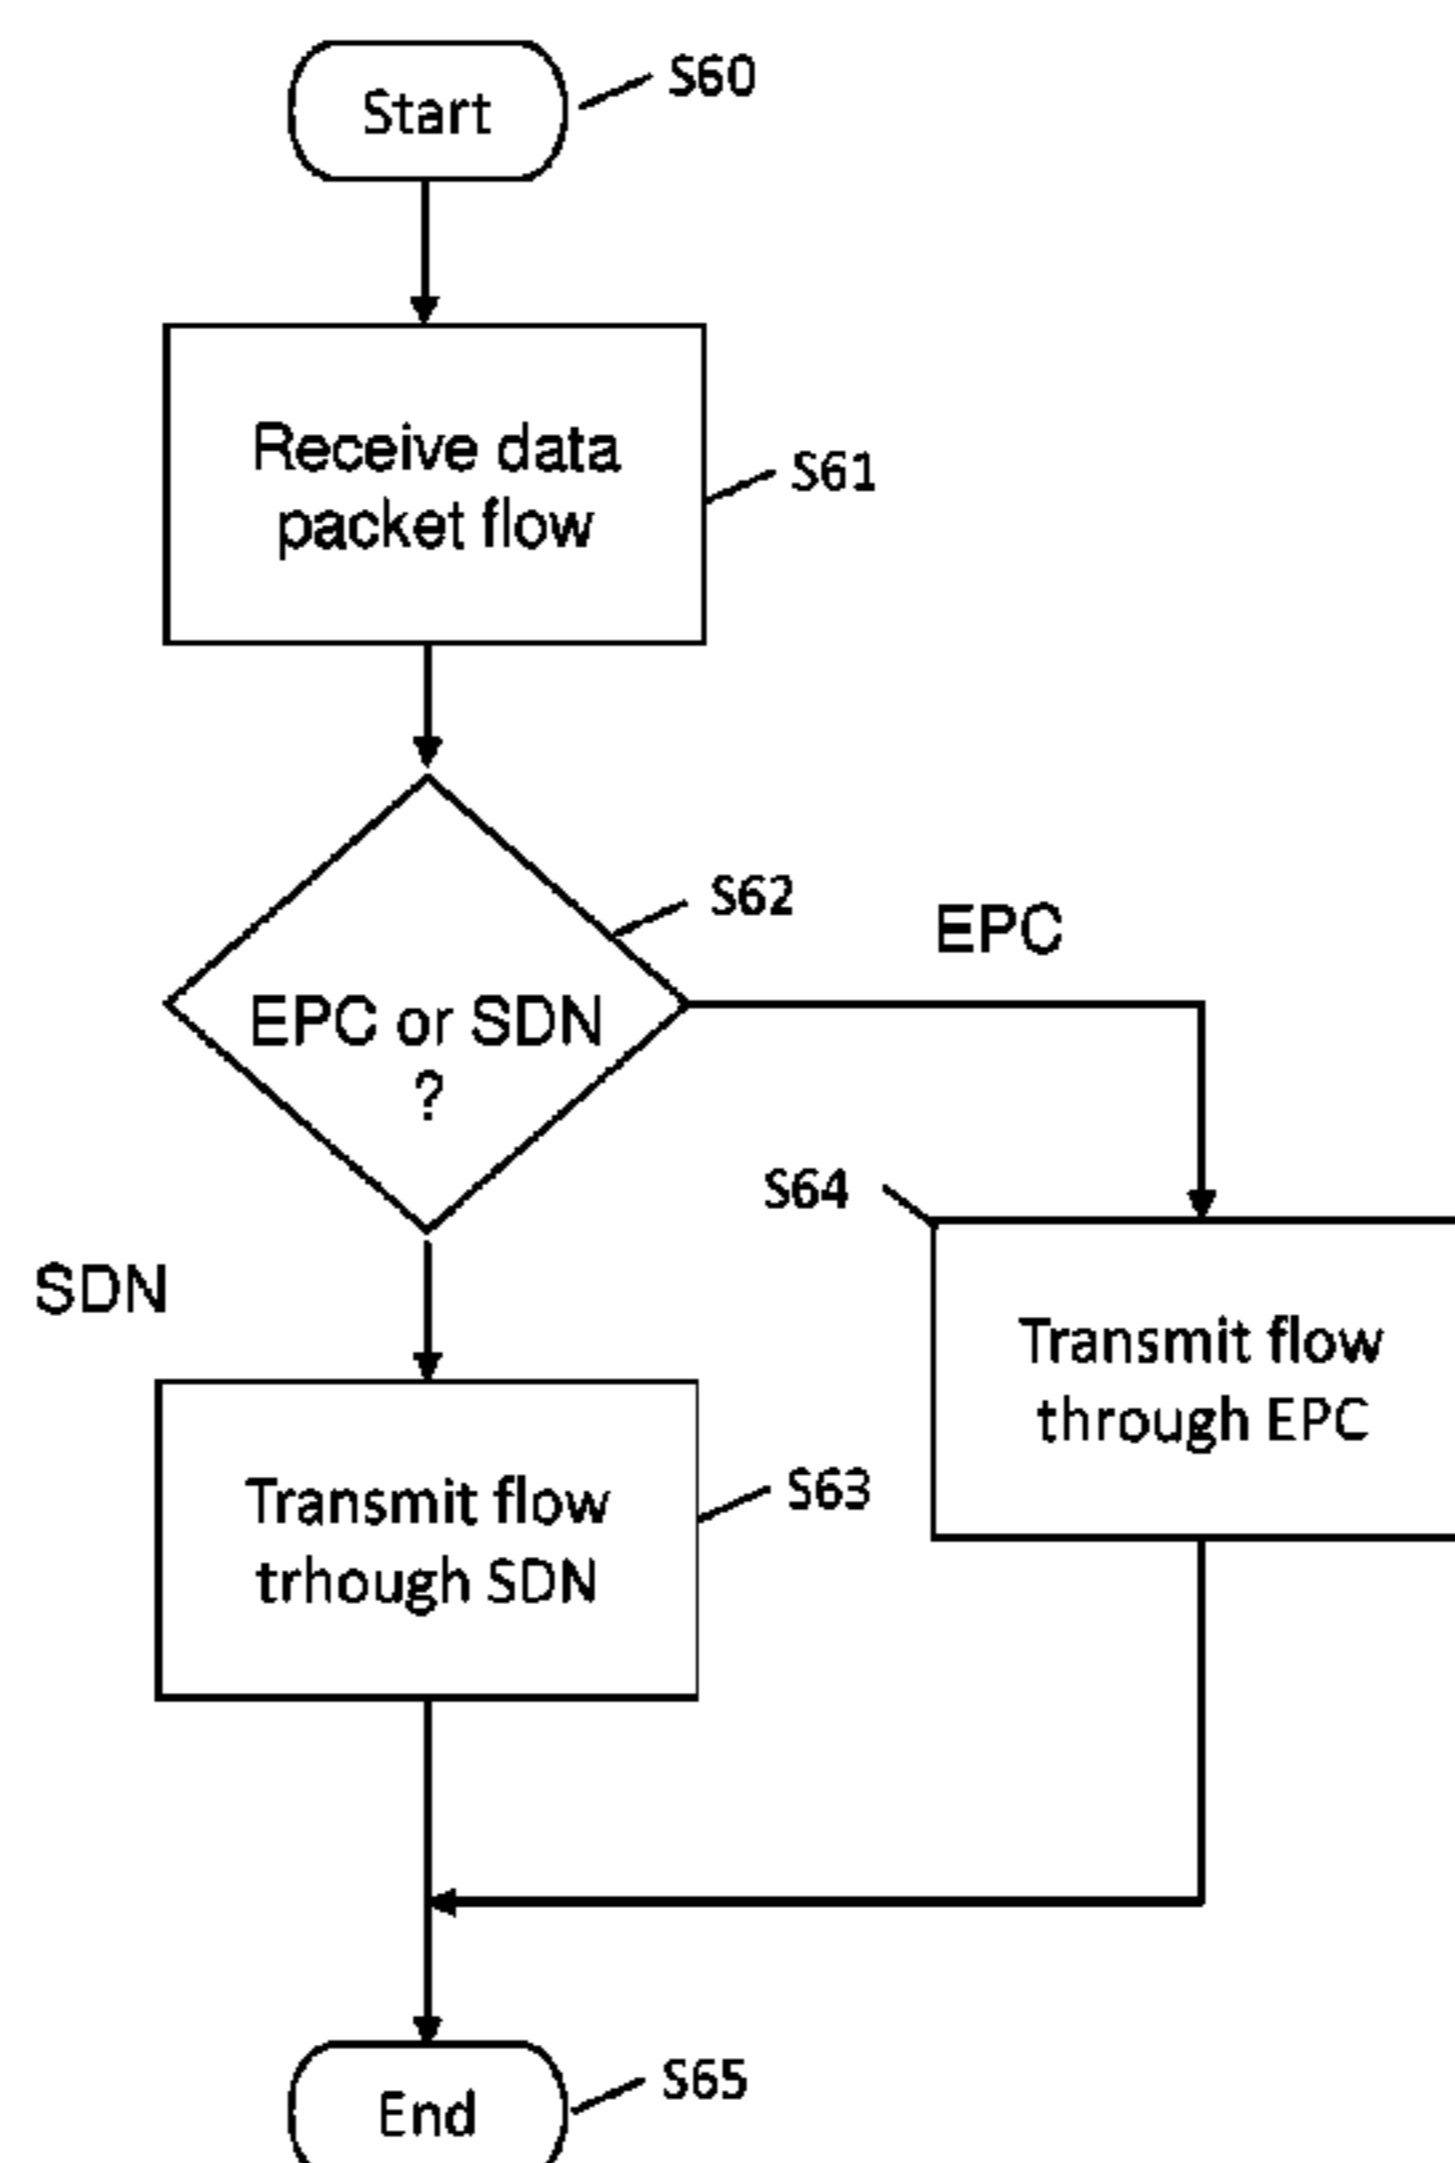 Start
S60
Receive data
packet flow
S61
S62
EPC
EPC or SDN
?
S64
SDN
Transmit flow
through EPC
Transmit flow
trhough SDN
S63
End
S65